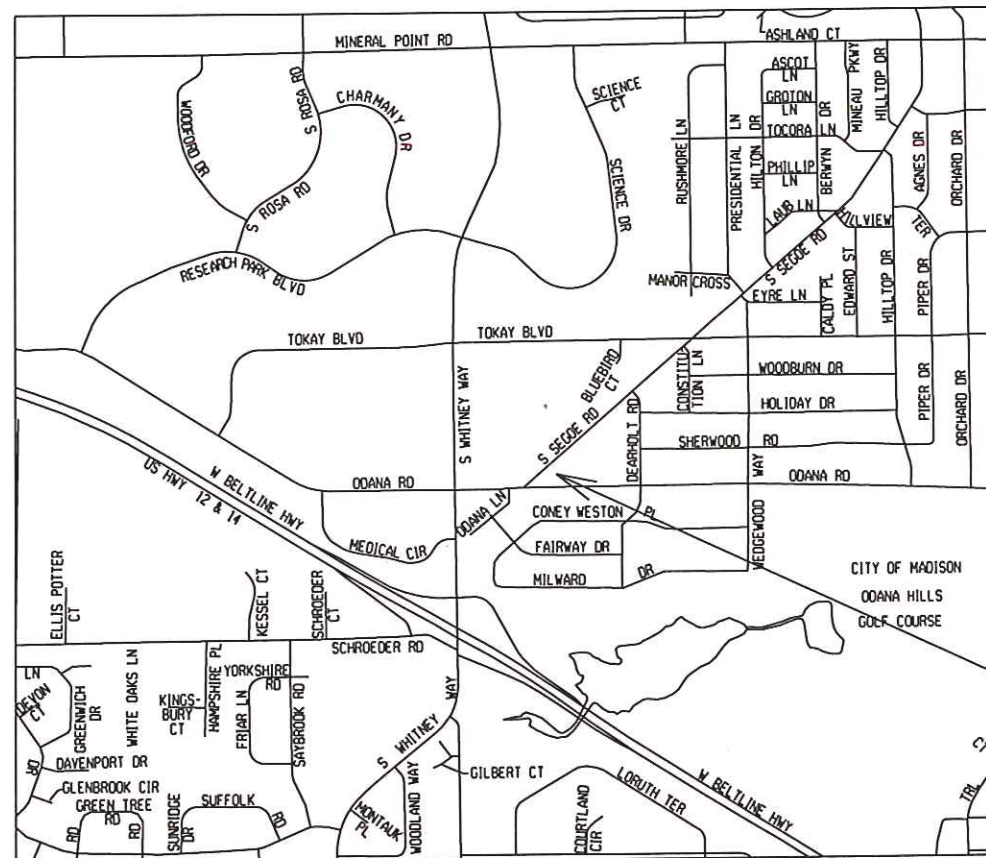 MINERAL POINT RD
ASHLAND CT
WOODFORD DR
S ROSA RD
CHARMANY DR
SCIENCE
CT
SCIENCE DR
RUSHMORE LN
PRESIDENTIAL LN
HILTON DR
ASCOT
LN
GROTON
LN
TOCORA LN
PHILLIP
LN
BERWYN DR
MINEAU PKWY
HILLTOP DR
AGNES DR
ORCHARD DR
LAUB LN
HILLVIEW
TER
S ROSA RD
RESEARCH PARK BLVD
MANOR CROSS
S SEGOE RD
EYRE LN
CALDY PL
EDWARD ST
HILLTOP DR
PIPER DR
TOKAY BLVD
TOKAY BLVD
BLUEBIRD
CT
CONSTITU
TION LN
WOODBURN DR
HOLIDAY DR
PIPER DR
ORCHARD DR
S WHITNEY WAY
S SEGOE RD
DEARHOLT RD
SHERWOOD RD
W BELTLINE HWY
US HWY 12 & 14
ODANA RD
ODANA RD
ODANA LN
CONEY WESTON PL
WEDGEWOOD WAY
MEDICAL CIR
FAIRWAY DR
MILWARD DR
CITY OF MADISON
ODANA HILLS
GOLF COURSE
ELLIS POTTER
CT
KESSEL CT
SCHROEDER
CT
SCHROEDER RD
LN
DEVON
CT
GREENWICH
DR
WHITE OAKS LN
KINGS-
BURY
CT
HAMPSHIRE PL
YORKSHIRE
RD
FRIAR LN
SAYBROOK RD
S WHITNEY WAY
DR
DAVENPORT DR
GLENBROOK CIR
GREEN TREE
RD
RD
RD
SUNRIDGE
DR
SUFFOLK
RD
MONTAUK
PL
WOODLAND WAY
GILBERT CT
COURTLAND
CIR
LORUTH TER
W BELTLINE HWY
CT
TRL